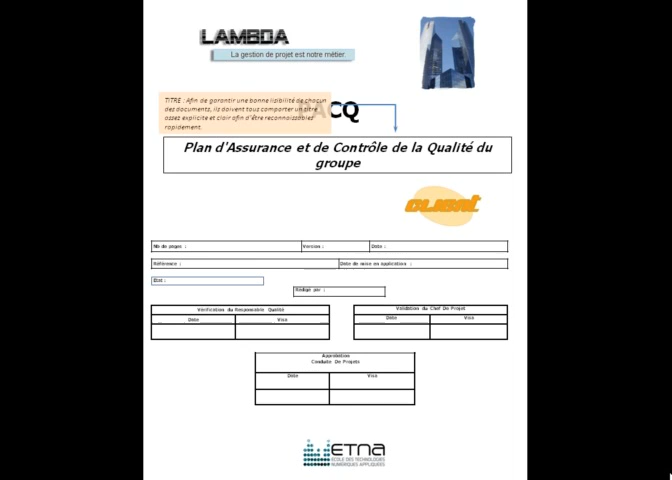 LAMBDA
La gestion de projet est notre métier.
TITRE : Afin de garantir une bonne lisibilité de chacun
des documents, ils doivent tous comporter un titre
assez explicite et clair afin d'être reconnaissables
rapidement.
PACQ
Plan d'Assurance et de Contrôle de la Qualité du
groupe
CLIENT
Nb de pages :
Version :
Date :
Référence :
Date de mise en application :
Etat :
Rédigé par :
Vérification du Responsable Qualité
Date
Visa
Validation du Chef De Projet
Date
Visa
Approbation
Conduite De Projets
Date
Visa
ETNA
ECOLE DES TECHNOLOGIES
NUMÉRIQUES APPLIQUÉES